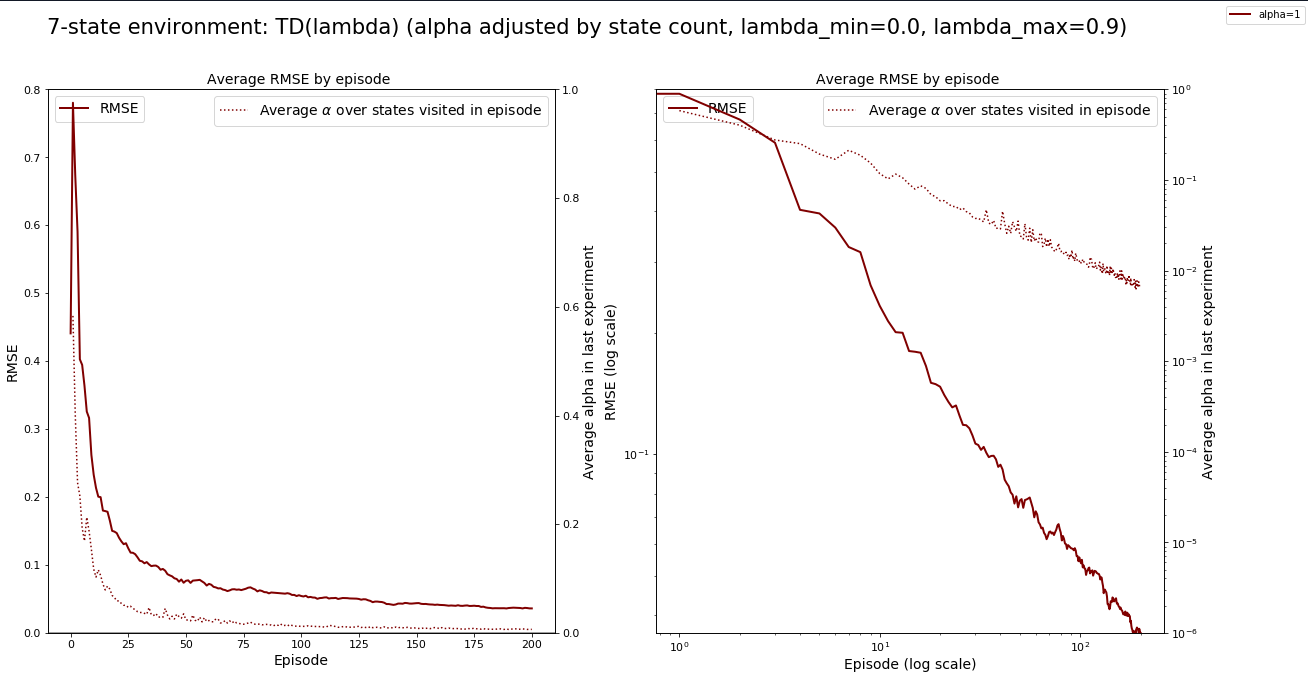 7-state environment: TD(lambda) (alpha adjusted by state count, lambda_min=0.0, lambda_max=0.9)
alpha=1
Average RMSE by episode
RMSE
Average α over states visited in episode
0.8
0.7
0.6
0.5
0.4
0.3
0.2
0.1
0.0
RMSE
1.0
0.8
0.6
0.4
0.2
0.0
Average alpha in last experiment
0 25 50 75 100 125 150 175 200
Episode
Average RMSE by episode
RMSE
Average α over states visited in episode
RMSE (log scale)
10⁻¹
10⁰
10⁻¹
10⁻²
10⁻³
10⁻⁴
10⁻⁵
10⁻⁶
Average alpha in last experiment
10⁰ 10¹ 10²
Episode (log scale)